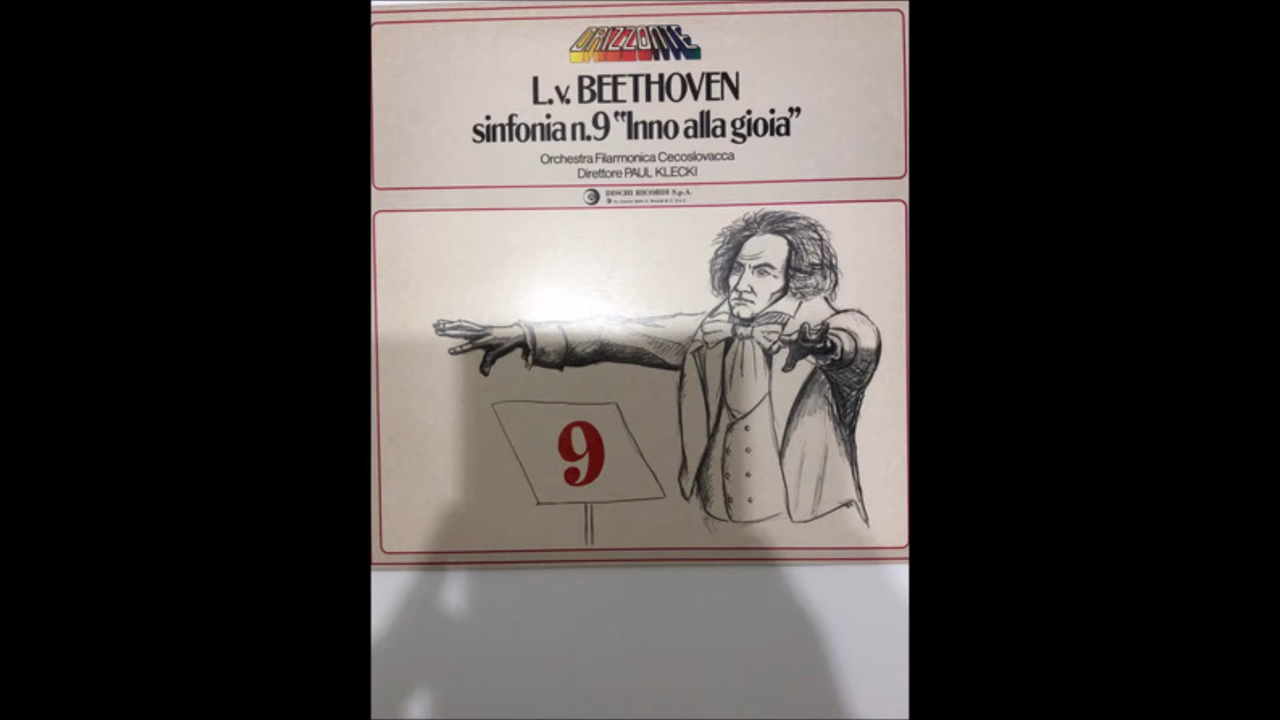 ORIZZONTE
L.v. BEETHOVEN
sinfonia n.9 "Inno alla gioia"
Orchestra Filarmonica Cecoslovacca
Direttore PAUL KLECKI
DISCHI RICORDI S.p.A.
9